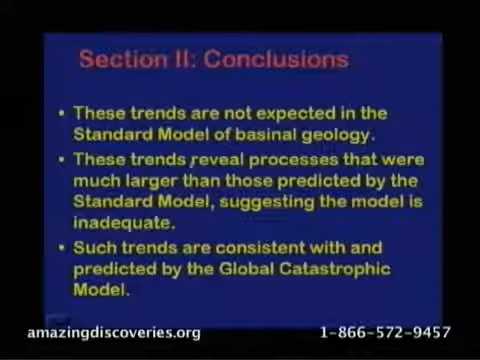 Section II: Conclusions
• These trends are not expected in the
Standard Model of basinal geology.
• These trends reveal processes that were
much larger than those predicted by the
Standard Model, suggesting the model is
inadequate.
• Such trends are consistent with and
predicted by the Global Catastrophic
Model.
amazingdiscoveries.org 1-866-572-9457